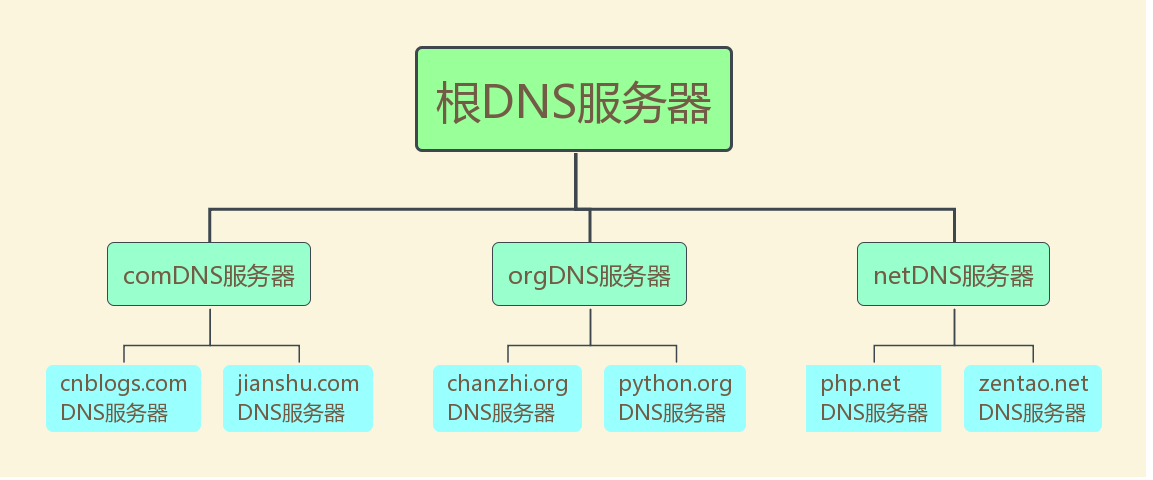 根DNS服务器
comDNS服务器
orgDNS服务器
netDNS服务器
cnblogs.com
DNS服务器
jianshu.com
DNS服务器
chanzhi.org
DNS服务器
python.org
DNS服务器
php.net
DNS服务器
zentao.net
DNS服务器